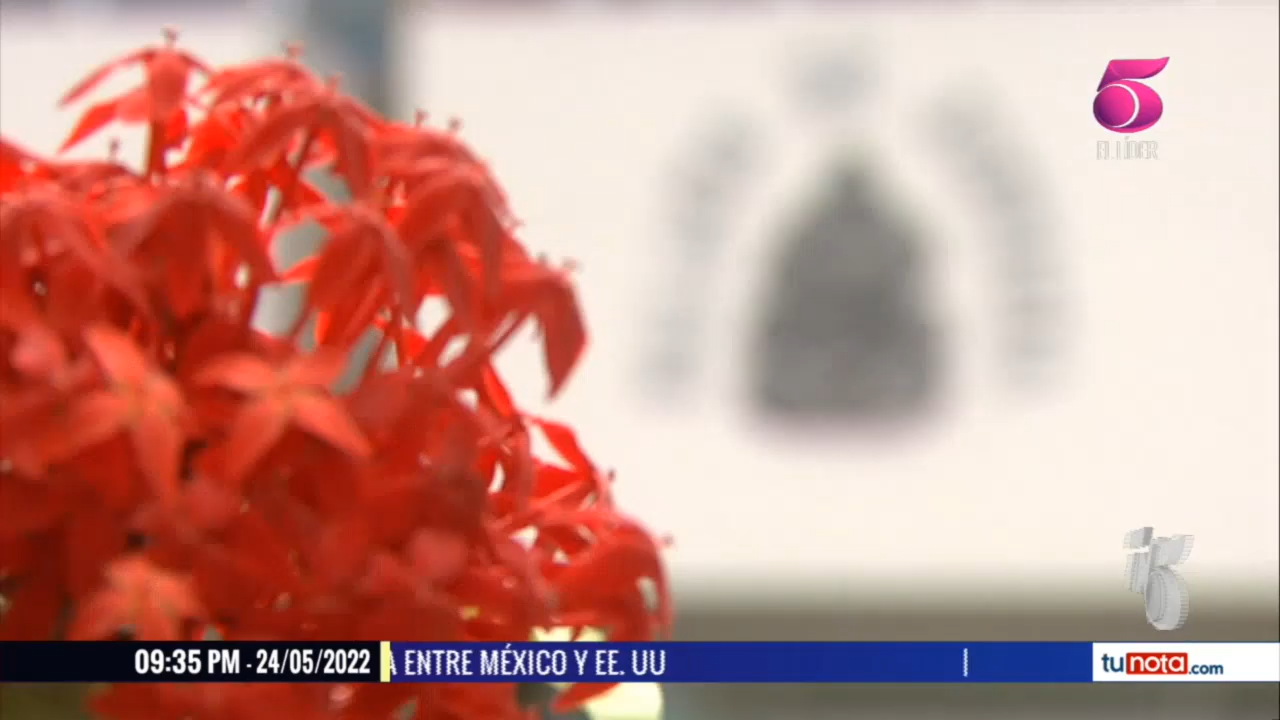 5
EL LÍDER
09:35 PM - 24/05/2022
A ENTRE MÉXICO Y EE. UU
tunota.com